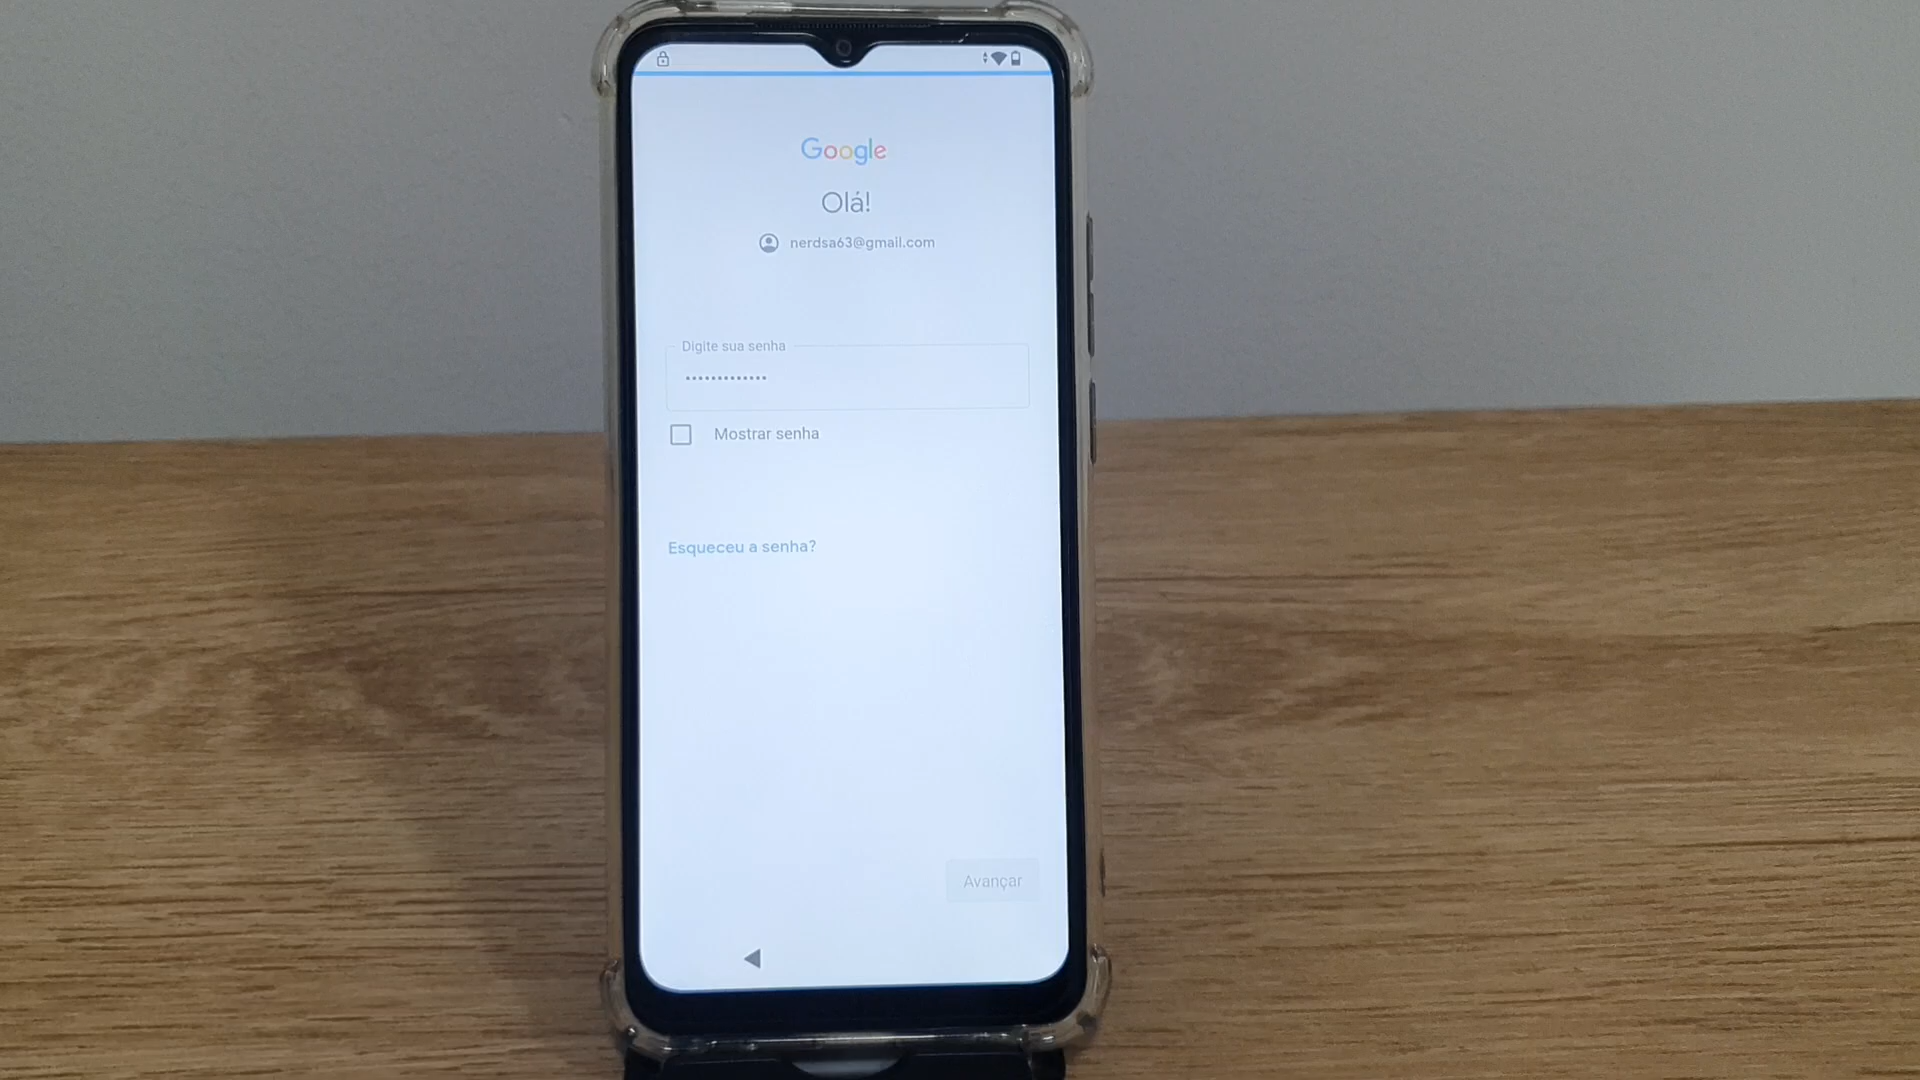 Google
Olá!
nerdsa63@gmail.com
Digite sua senha
•••••••••••••
Mostrar senha
Esqueceu a senha?
Avançar